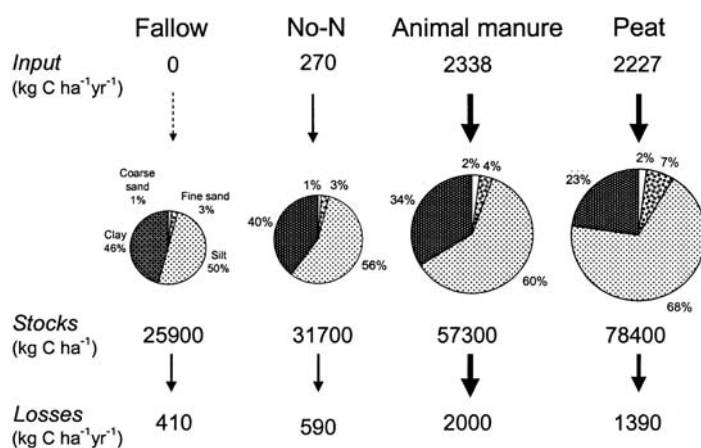 Fallow No-N Animal manure Peat
Input 0 270 2338 2227
(kg C ha⁻¹yr⁻¹)
Coarse sand 1%
Fine sand 3%
Clay 46%
Silt 50%
1% 3%
40%
56%
2% 4%
34%
60%
2% 7%
23%
68%
Stocks 25900 31700 57300 78400
(kg C ha⁻¹)
Losses 410 590 2000 1390
(kg C ha⁻¹yr⁻¹)